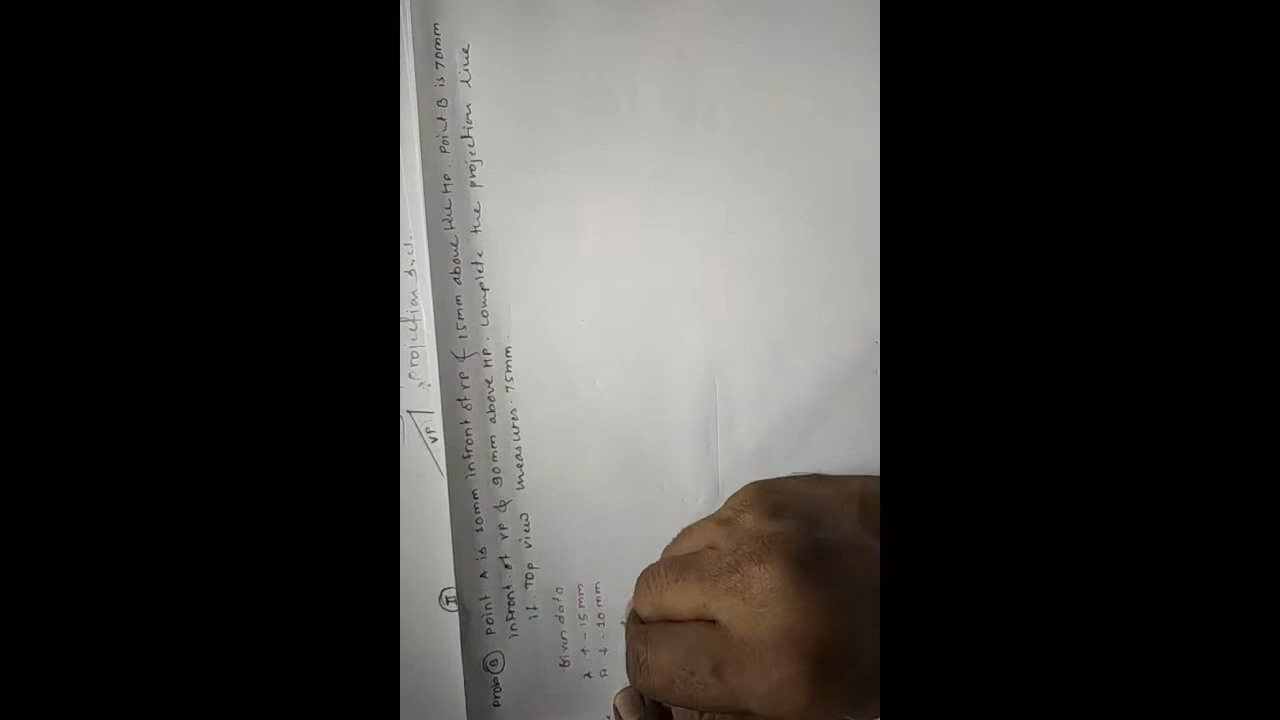 projection
VP
II
prob 3 point A is 10mm infront of VP & 15mm above the HP. Point B is 70mm
infront of VP & 90mm above HP. complete the projection line
if Top view measures 75mm.
Given data
A ↑ - 15mm
A ↓ - 10mm